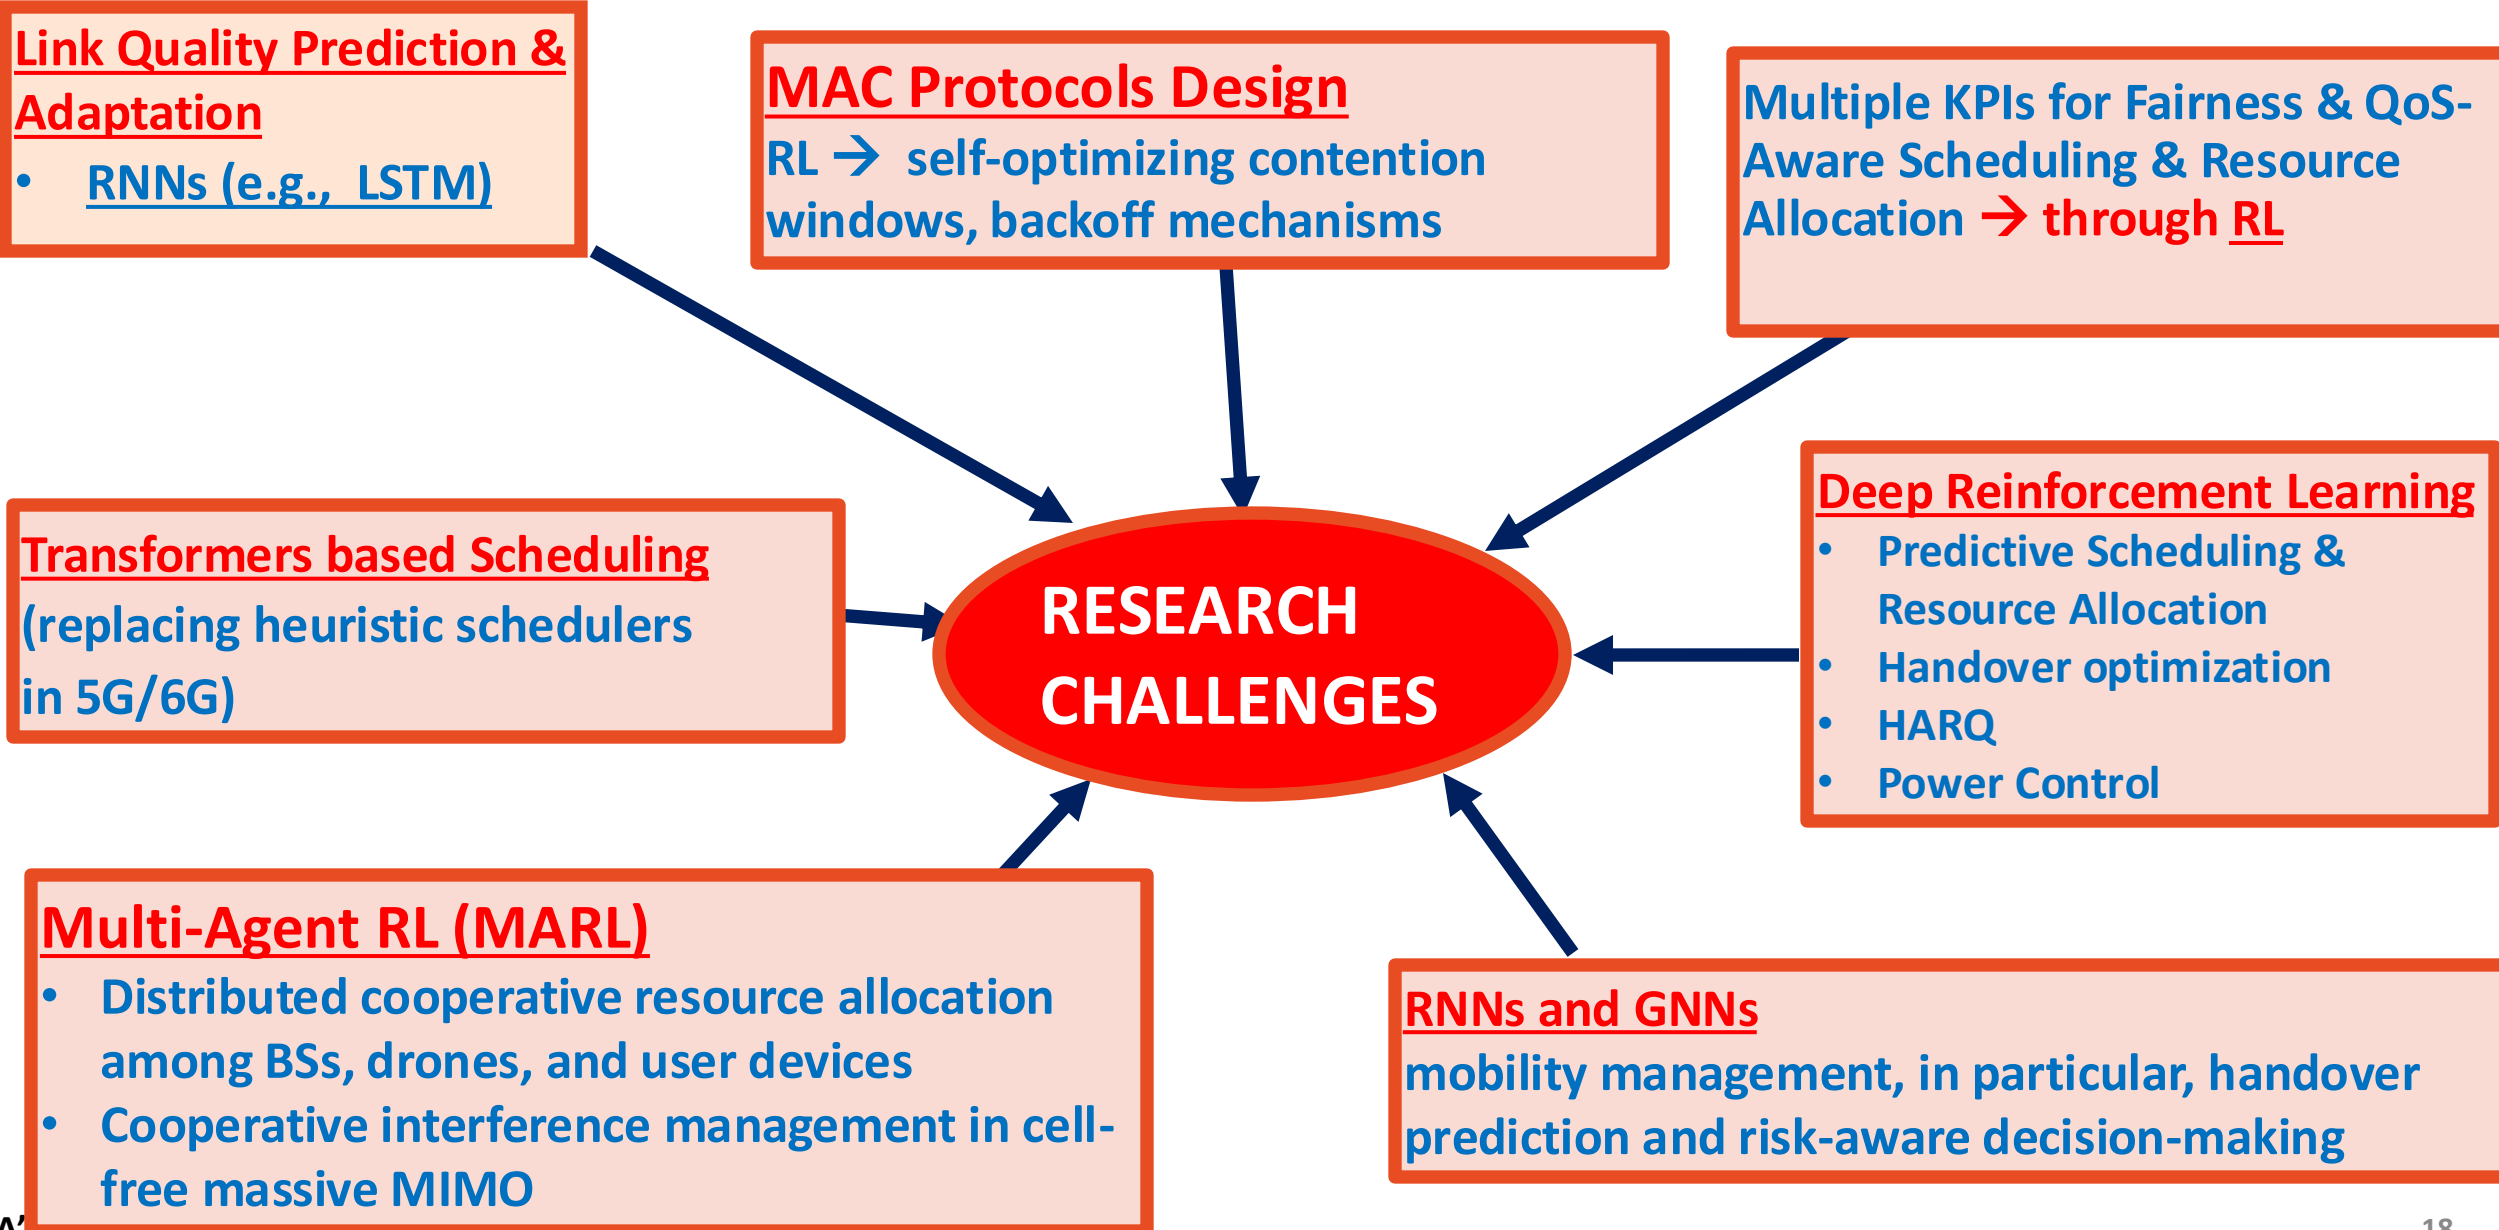 Link Quality Prediction &
Adaptation
• RNNs (e.g., LSTM)
MAC Protocols Design
RL → self-optimizing contention
windows, backoff mechanisms
Multiple KPIs for Fairness & QoS-
Aware Scheduling & Resource
Allocation → through RL
Transformers based Scheduling
(replacing heuristic schedulers
in 5G/6G)
RESEARCH
CHALLENGES
Deep Reinforcement Learning
• Predictive Scheduling &
Resource Allocation
• Handover optimization
• HARQ
• Power Control
Multi-Agent RL (MARL)
• Distributed cooperative resource allocation
among BSs, drones, and user devices
• Cooperative interference management in cell-
free massive MIMO
RNNs and GNNs
mobility management, in particular, handover
prediction and risk-aware decision-making
18